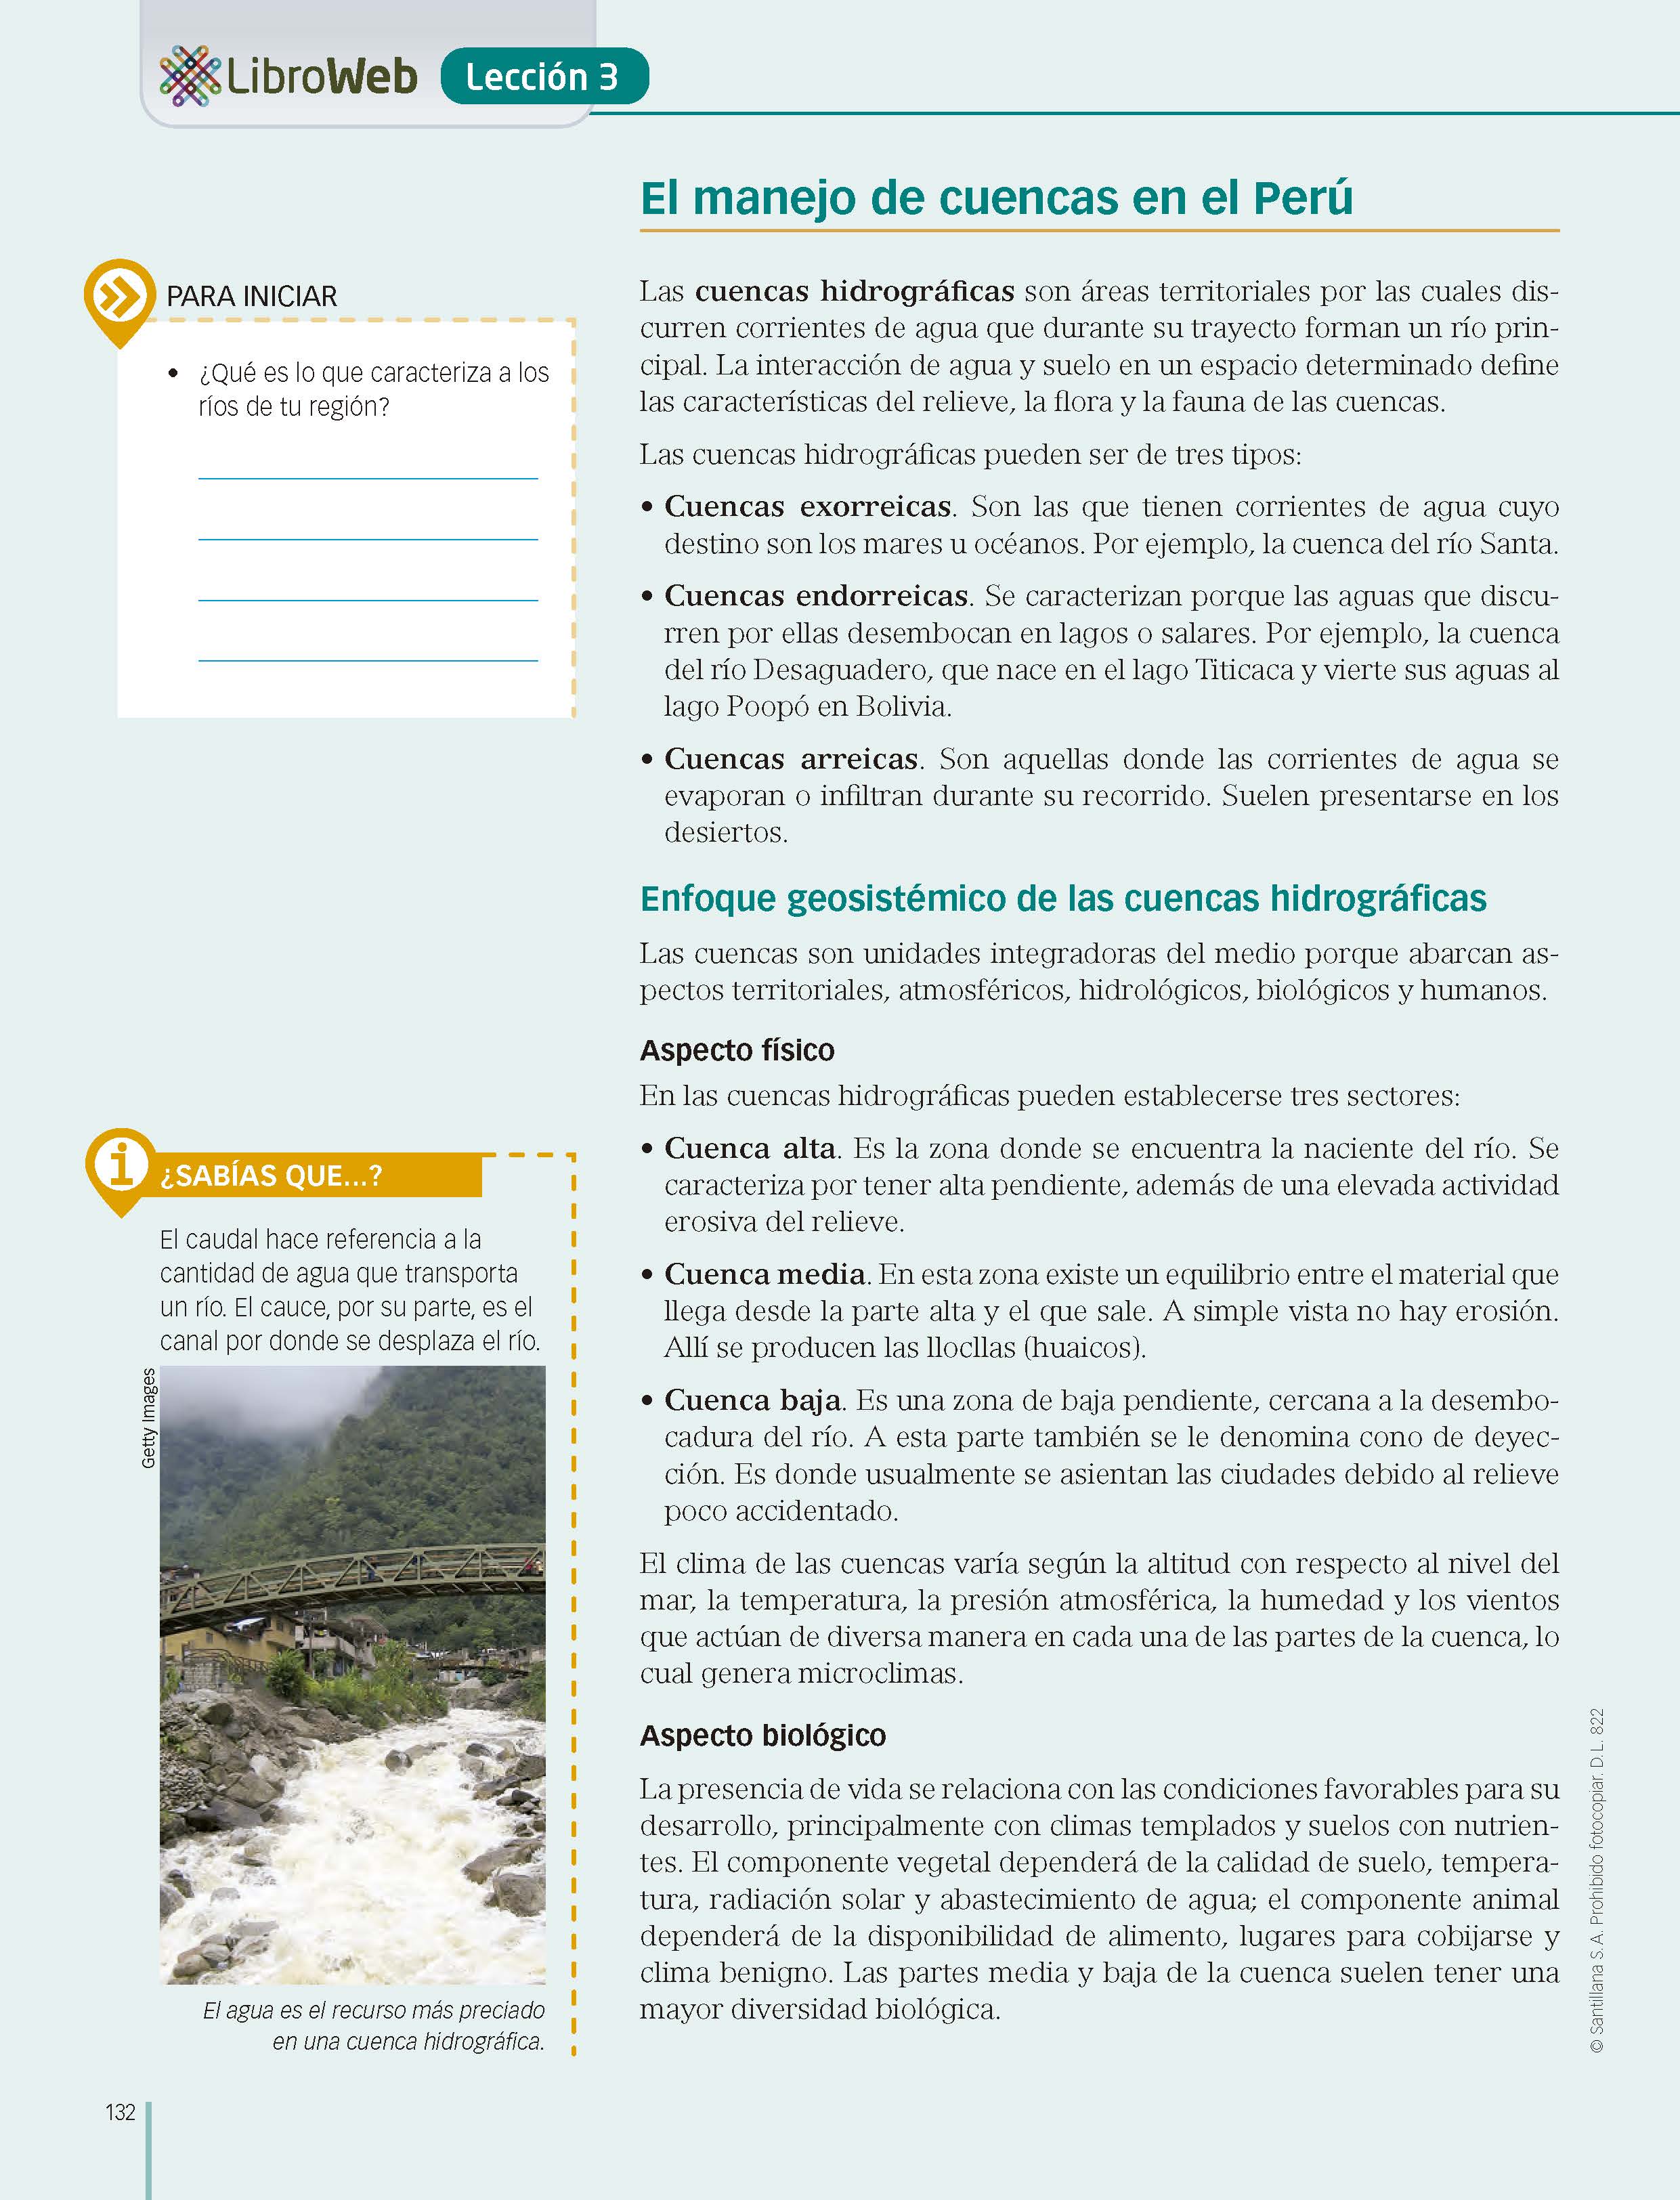 LibroWeb
Lección 3
El manejo de cuencas en el Perú
PARA INICIAR
• ¿Qué es lo que caracteriza a los
ríos de tu región?
Las cuencas hidrográficas son áreas territoriales por las cuales dis-
curren corrientes de agua que durante su trayecto forman un río prin-
cipal. La interacción de agua y suelo en un espacio determinado define
las características del relieve, la flora y la fauna de las cuencas.
Las cuencas hidrográficas pueden ser de tres tipos:
• Cuencas exorreicas. Son las que tienen corrientes de agua cuyo
destino son los mares u océanos. Por ejemplo, la cuenca del río Santa.
• Cuencas endorreicas. Se caracterizan porque las aguas que discu-
rren por ellas desembocan en lagos o salares. Por ejemplo, la cuenca
del río Desaguadero, que nace en el lago Titicaca y vierte sus aguas al
lago Poopó en Bolivia.
• Cuencas arreicas. Son aquellas donde las corrientes de agua se
evaporan o infiltran durante su recorrido. Suelen presentarse en los
desiertos.
Enfoque geosistémico de las cuencas hidrográficas
Las cuencas son unidades integradoras del medio porque abarcan as-
pectos territoriales, atmosféricos, hidrológicos, biológicos y humanos.
Aspecto físico
En las cuencas hidrográficas pueden establecerse tres sectores:
• Cuenca alta. Es la zona donde se encuentra la naciente del río. Se
caracteriza por tener alta pendiente, además de una elevada actividad
erosiva del relieve.
• Cuenca media. En esta zona existe un equilibrio entre el material que
llega desde la parte alta y el que sale. A simple vista no hay erosión.
Allí se producen las llocllas (huaicos).
• Cuenca baja. Es una zona de baja pendiente, cercana a la desembo-
cadura del río. A esta parte también se le denomina cono de deyec-
ción. Es donde usualmente se asientan las ciudades debido al relieve
poco accidentado.
El clima de las cuencas varía según la altitud con respecto al nivel del
mar, la temperatura, la presión atmosférica, la humedad y los vientos
que actúan de diversa manera en cada una de las partes de la cuenca, lo
cual genera microclimas.
Aspecto biológico
La presencia de vida se relaciona con las condiciones favorables para su
desarrollo, principalmente con climas templados y suelos con nutrien-
tes. El componente vegetal dependerá de la calidad de suelo, tempera-
tura, radiación solar y abastecimiento de agua; el componente animal
dependerá de la disponibilidad de alimento, lugares para cobijarse y
clima benigno. Las partes media y baja de la cuenca suelen tener una
mayor diversidad biológica.
i
¿SABÍAS QUE...?
El caudal hace referencia a la
cantidad de agua que transporta
un río. El cauce, por su parte, es el
canal por donde se desplaza el río.
Getty Images
El agua es el recurso más preciado
en una cuenca hidrográfica.
© Santillana S.A. Prohibido fotocopiar. D.L. 822
132